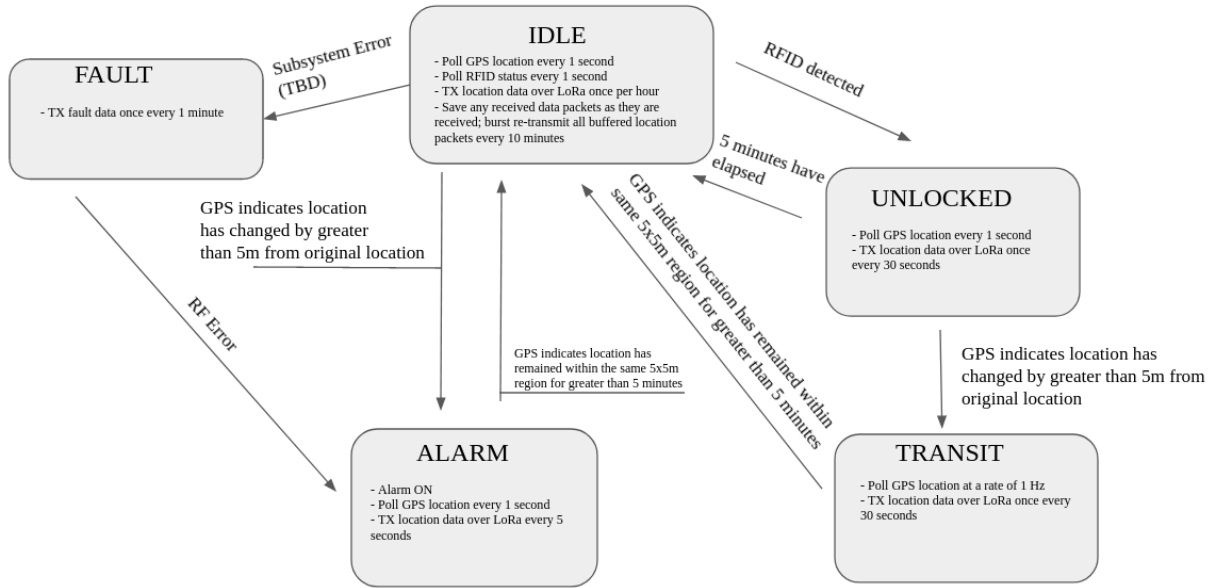 IDLE
- Poll GPS location every 1 second
- Poll RFID status every 1 second
- TX location data over LoRa once per hour
- Save any received data packets as they are
received; burst re-transmit all buffered location
packets every 10 minutes
FAULT
- TX fault data once every 1 minute
Subsystem Error
(TBD)
RFID detected
5 minutes have
elapsed
UNLOCKED
- Poll GPS location every 1 second
- TX location data over LoRa once
every 30 seconds
GPS indicates location
has changed by greater
than 5m from original location
GPS indicates location has remained within
same 5x5m region for greater than 5 minutes
RF Error
GPS indicates location has
remained within the same 5x5m
region for greater than 5 minutes
GPS indicates location has
changed by greater than 5m from
original location
ALARM
- Alarm ON
- Poll GPS location every 1 second
- TX location data over LoRa every 5
seconds
TRANSIT
- Poll GPS location at a rate of 1 Hz
- TX location data over LoRa once every
30 seconds